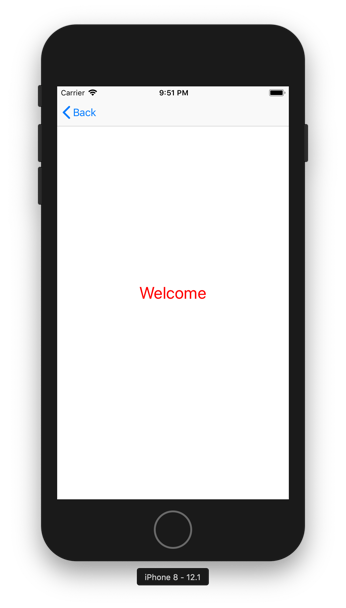 Carrier 9:51 PM
Back
Welcome
iPhone 8 - 12.1